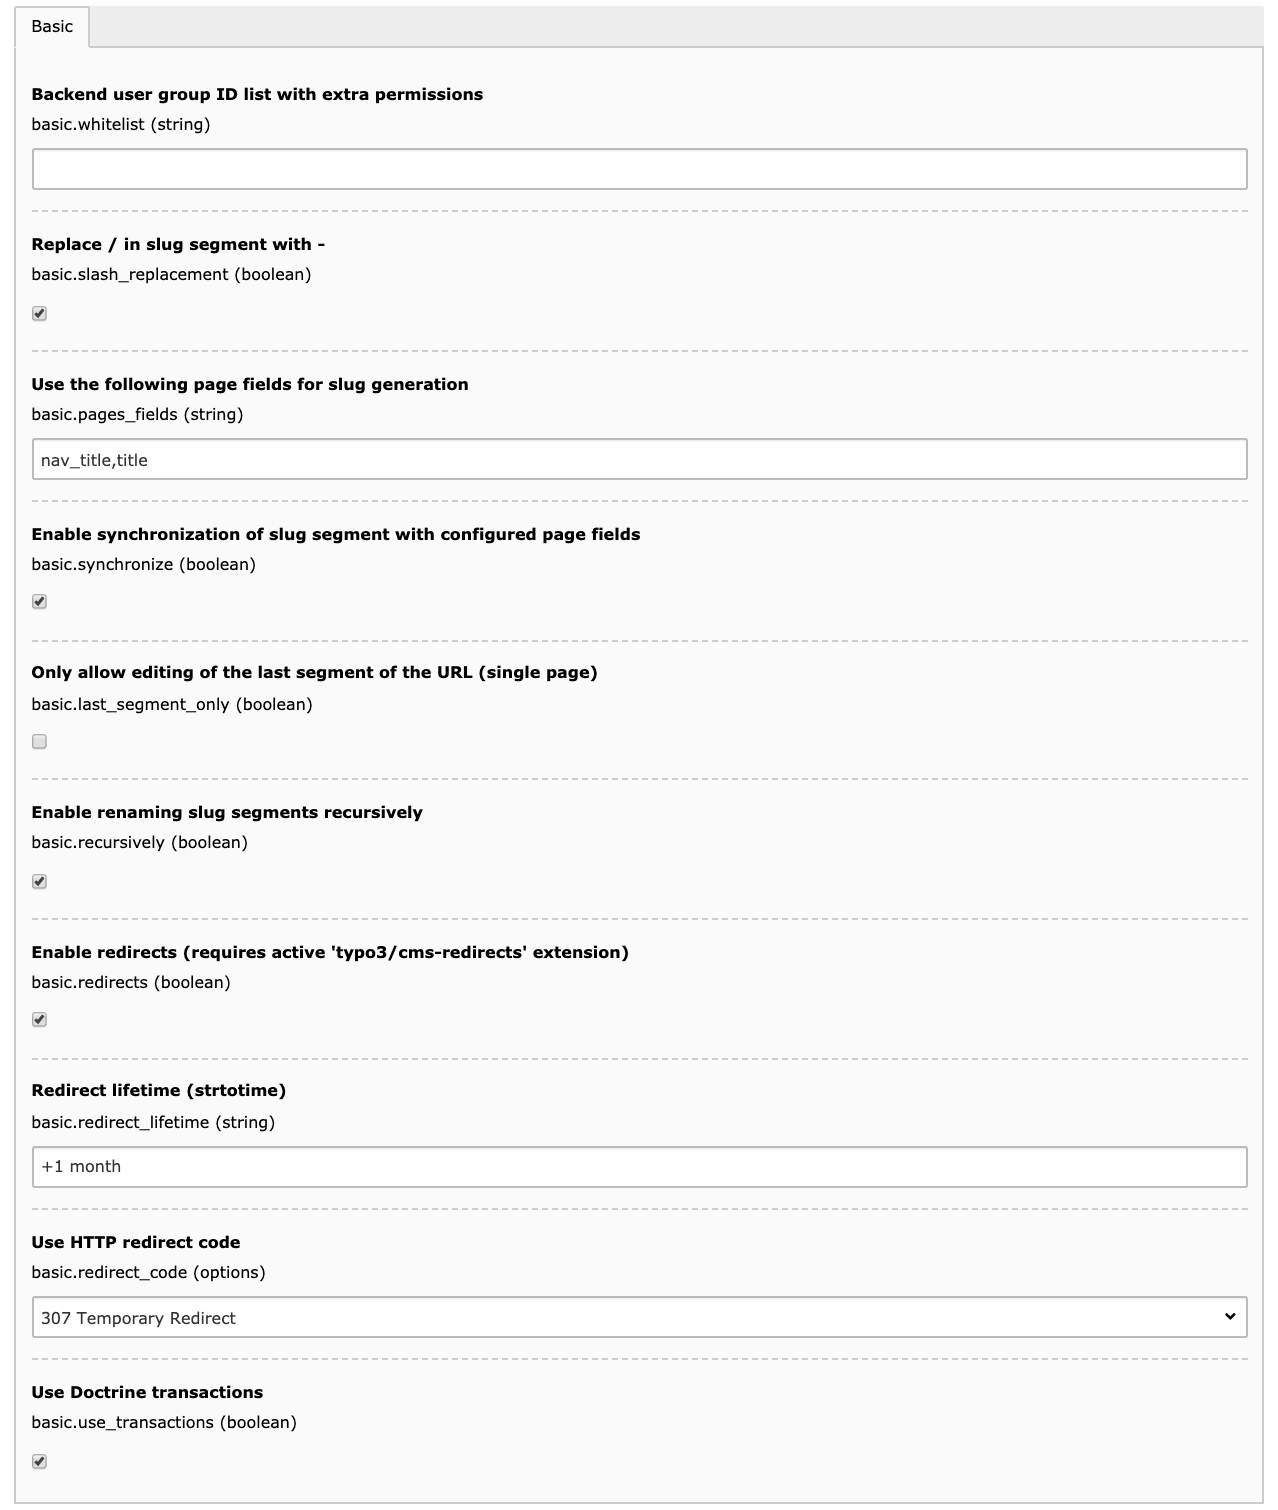 Basic
Backend user group ID list with extra permissions
basic.whitelist (string)
Replace / in slug segment with -
basic.slash_replacement (boolean)
Use the following page fields for slug generation
basic.pages_fields (string)
nav_title,title
Enable synchronization of slug segment with configured page fields
basic.synchronize (boolean)
Only allow editing of the last segment of the URL (single page)
basic.last_segment_only (boolean)
Enable renaming slug segments recursively
basic.recursively (boolean)
Enable redirects (requires active 'typo3/cms-redirects' extension)
basic.redirects (boolean)
Redirect lifetime (strtotime)
basic.redirect_lifetime (string)
+1 month
Use HTTP redirect code
basic.redirect_code (options)
307 Temporary Redirect
Use Doctrine transactions
basic.use_transactions (boolean)